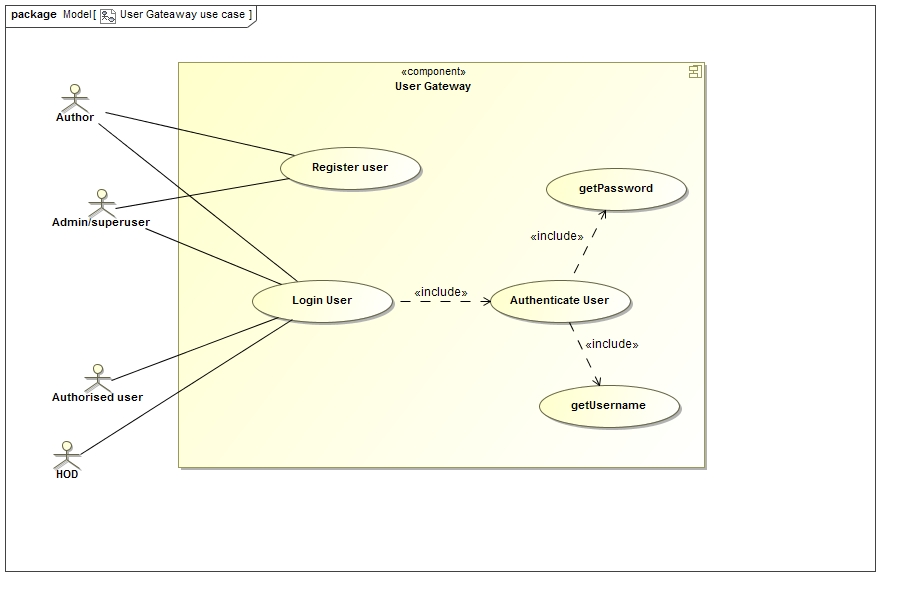 package Model[ User Gateaway use case ]
«component»
User Gateway
Author
Register user
getPassword
Admin/superuser
«include»
Login User
«include»
Authenticate User
«include»
Authorised user
getUsername
HOD